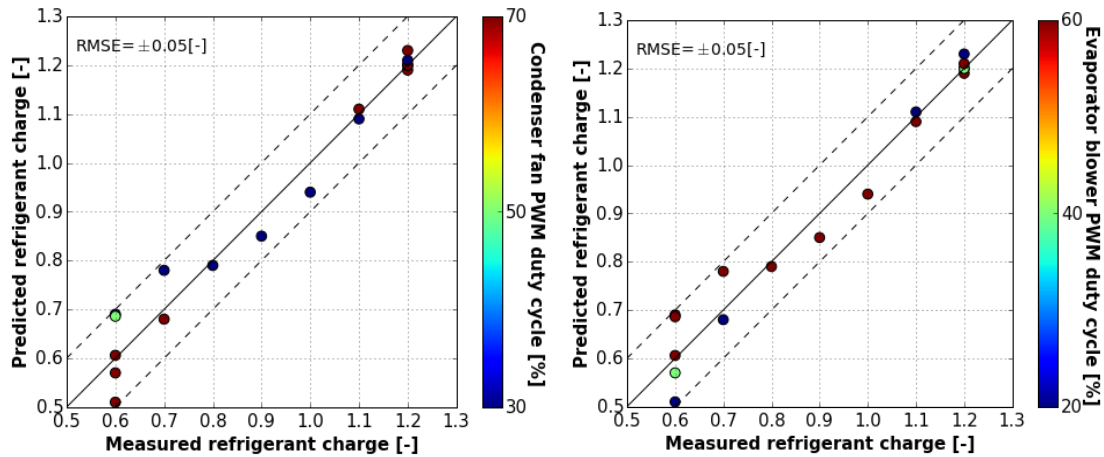 RMSE=±0.05[-]
Predicted refrigerant charge [-]
1.3
1.2
1.1
1.0
0.9
0.8
0.7
0.6
0.5
0.5 0.6 0.7 0.8 0.9 1.0 1.1 1.2 1.3
Measured refrigerant charge [-]
70
50
30
Condenser fan PWM duty cycle [%]
RMSE=±0.05[-]
Predicted refrigerant charge [-]
1.3
1.2
1.1
1.0
0.9
0.8
0.7
0.6
0.5
0.5 0.6 0.7 0.8 0.9 1.0 1.1 1.2 1.3
Measured refrigerant charge [-]
60
40
20
Evaporator blower PWM duty cycle [%]